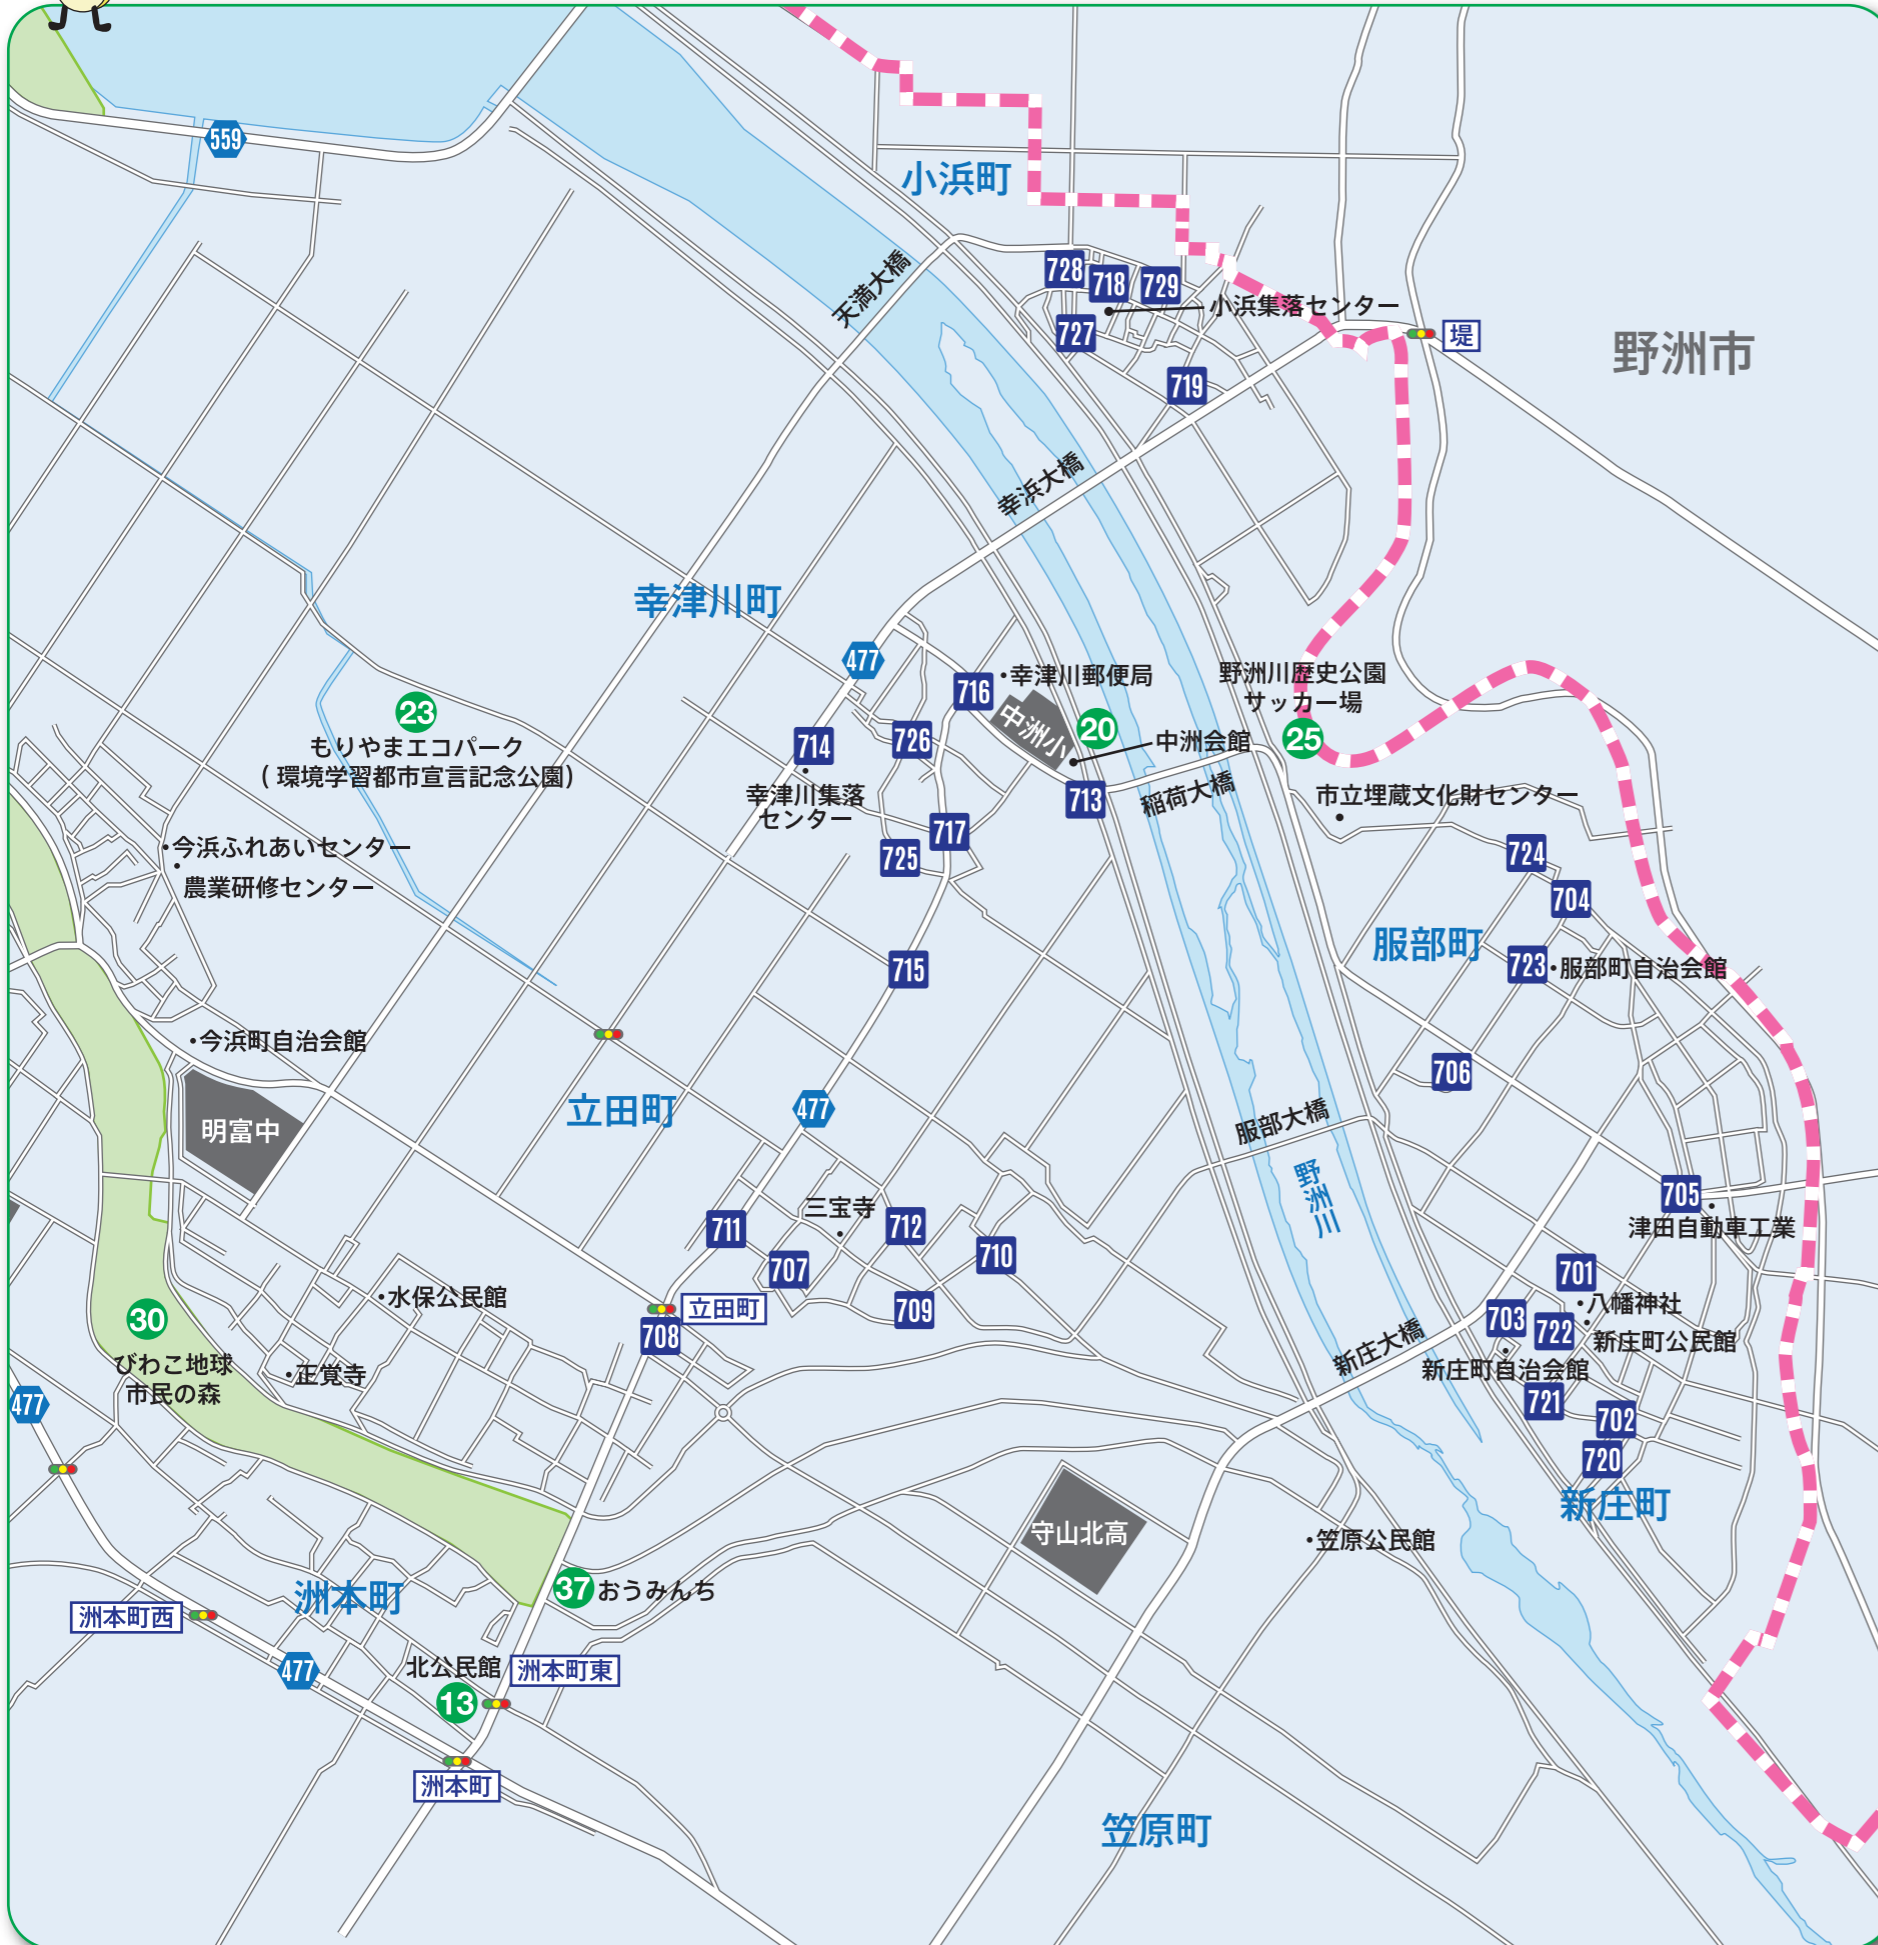 559
小浜町
天満大橋
728
718
729
小浜集落センター
727
堤
野洲市
719
幸浜大橋
幸津川町
477
716
・幸津川郵便局
野洲川歴史公園
サッカー場
23
もりやまエコパーク
( 環境学習都市宣言記念公園)
714
726
中洲小
20
中洲会館
25
幸津川集落
センター
713
稲荷大橋
市立埋蔵文化財センター
・今浜ふれあいセンター
農業研修センター
725
717
724
704
服部町
715
723
・服部町自治会館
・今浜町自治会館
明富中
立田町
477
706
服部大橋
野洲川
705
津田自動車工業
三宝寺
711
712
707
710
709
701
・八幡神社
新庄町公民館
703
722
新庄町自治会館
・水保公民館
立田町
708
新庄大橋
30
びわこ地球
市民の森
・正覚寺
477
721
702
720
新庄町
守山北高
・笠原公民館
洲本町
37
おうみんち
洲本町西
477
北公民館
洲本町東
13
洲本町
笠原町